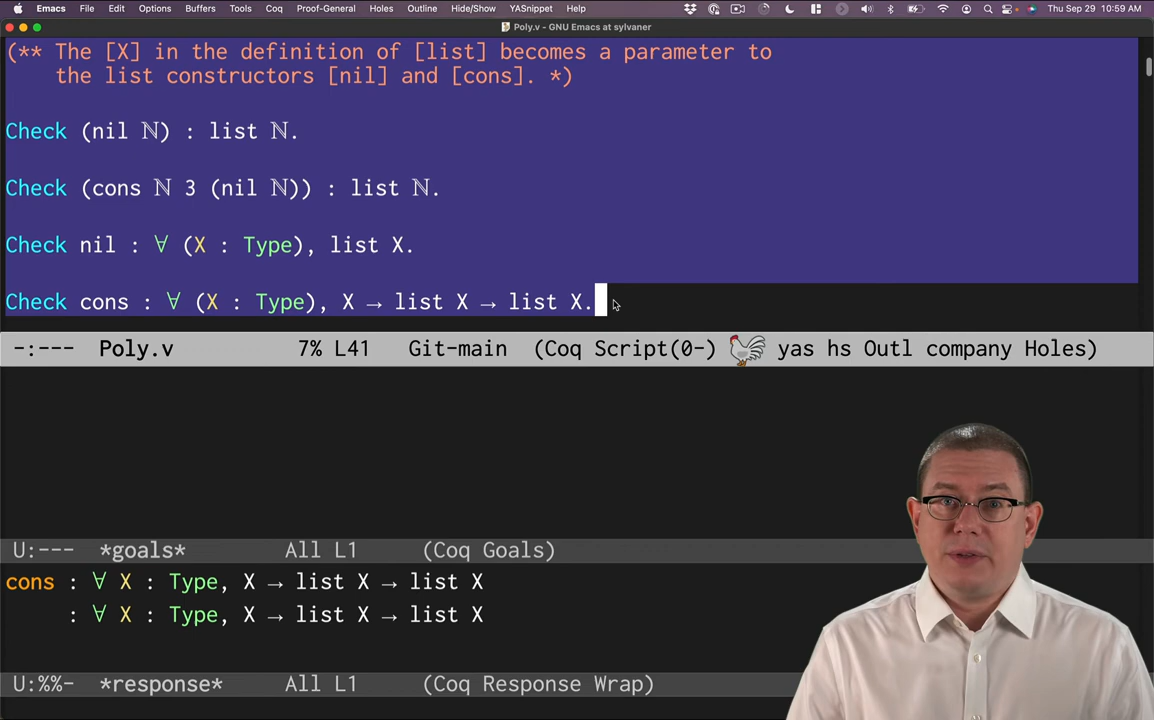 Emacs File Edit Options Buffers Tools Coq Proof-General Holes Outline Hide/Show YASnippet Help Thu Sep 29 10:59 AM
Poly.v - GNU Emacs at sylvaner
(** The [X] in the definition of [list] becomes a parameter to
the list constructors [nil] and [cons]. *)
Check (nil ℕ) : list ℕ.
Check (cons ℕ 3 (nil ℕ)) : list ℕ.
Check nil : ∀ (X : Type), list X.
Check cons : ∀ (X : Type), X → list X → list X.
-:--- Poly.v 7% L41 Git-main (Coq Script(0-) yas hs Outl company Holes)
U:--- *goals* All L1 (Coq Goals)
cons : ∀ X : Type, X → list X → list X
: ∀ X : Type, X → list X → list X
U:%%- *response* All L1 (Coq Response Wrap)